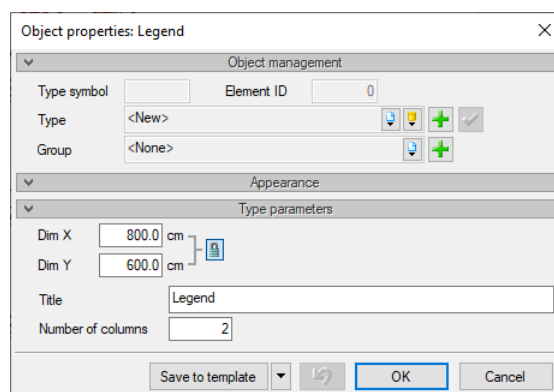 Object properties: Legend
Object management
Type symbol Element ID 0
Type <New>
Group <None>
Appearance
Type parameters
Dim X 800.0 cm
Dim Y 600.0 cm
Title Legend
Number of columns 2
Save to template OK Cancel